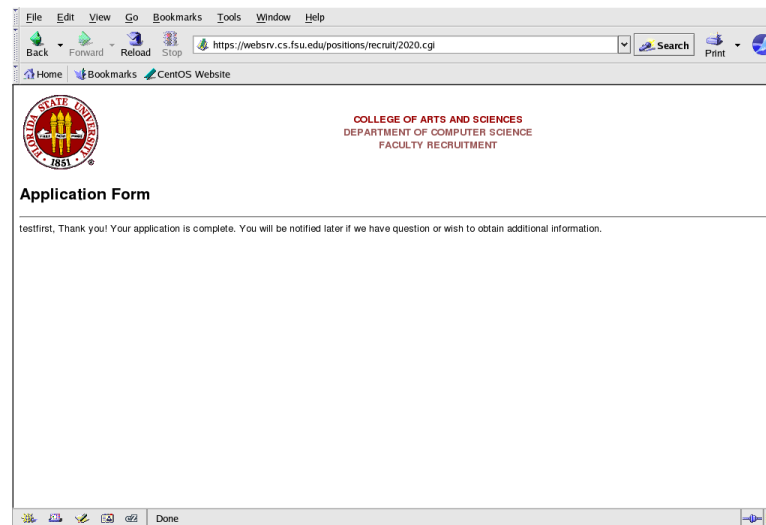 File Edit View Go Bookmarks Tools Window Help
Back Forward Reload Stop https://websrv.cs.fsu.edu/positions/recruit/2020.cgi Search Print
Home Bookmarks CentOS Website
FLORIDA STATE UNIVERSITY
1851
COLLEGE OF ARTS AND SCIENCES
DEPARTMENT OF COMPUTER SCIENCE
FACULTY RECRUITMENT
Application Form
testfirst, Thank you! Your application is complete. You will be notified later if we have question or wish to obtain additional information.
Done